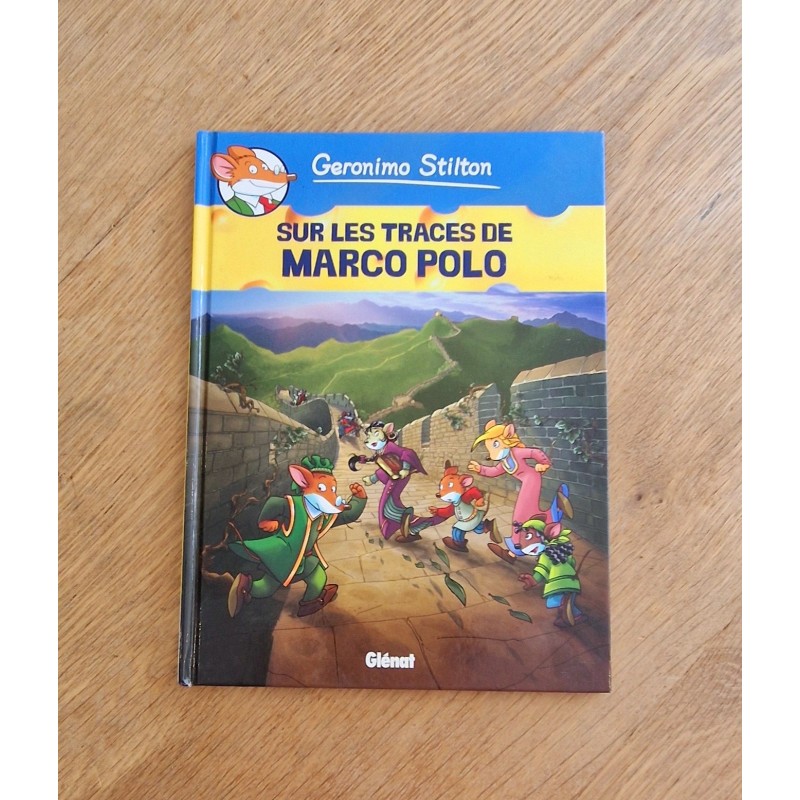 Geronimo Stilton
SUR LES TRACES DE
MARCO POLO
Glénat